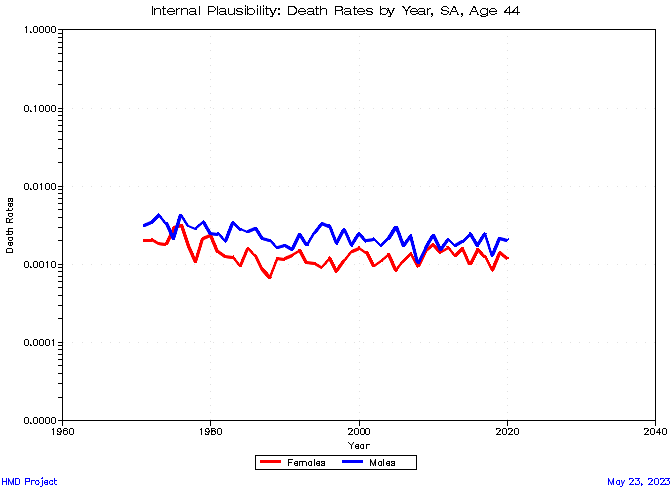 Internal Plausibility: Death Rates by Year, SA, Age 44
1.0000
0.1000
0.0100
0.0010
0.0001
0.0000
Death Rates
1960
1980
2000
2020
2040
Year
Females
Males
HMD Project
May 23, 2023